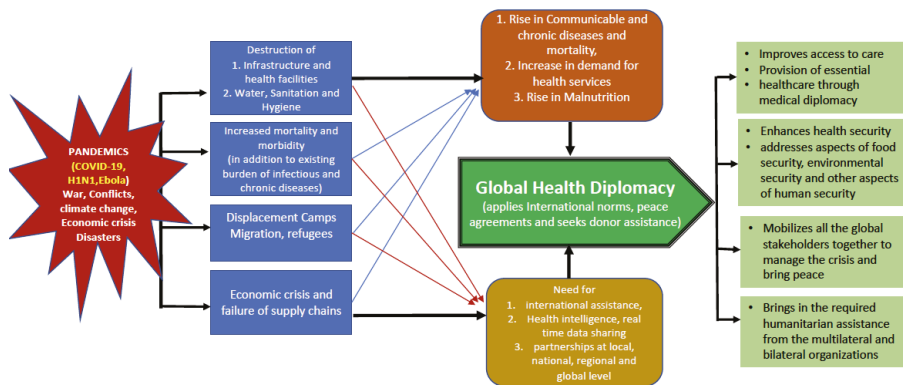 PANDEMICS
(COVID-19,
H1N1,Ebola)
War, Conflicts,
climate change,
Economic crisis
Disasters
Destruction of
1. Infrastructure and
health facilities
2. Water, Sanitation and
Hygiene
Increased mortality and
morbidity
(in addition to existing
burden of infectious and
chronic diseases)
Displacement Camps
Migration, refugees
Economic crisis and
failure of supply chains
1. Rise in Communicable and
chronic diseases and
mortality,
2. Increase in demand for
health services
3. Rise in Malnutrition
Global Health Diplomacy
(applies International norms, peace
agreements and seeks donor assistance)
Need for
1. international assistance,
2. Health intelligence, real
time data sharing
3. partnerships at local,
national, regional and
global level
• Improves access to care
• Provision of essential
• healthcare through
medical diplomacy
• Enhances health security
• addresses aspects of food
security, environmental
security and other aspects
of human security
• Mobilizes all the global
stakeholders together to
manage the crisis and
bring peace
• Brings in the required
humanitarian assistance
from the multilateral and
bilateral organizations